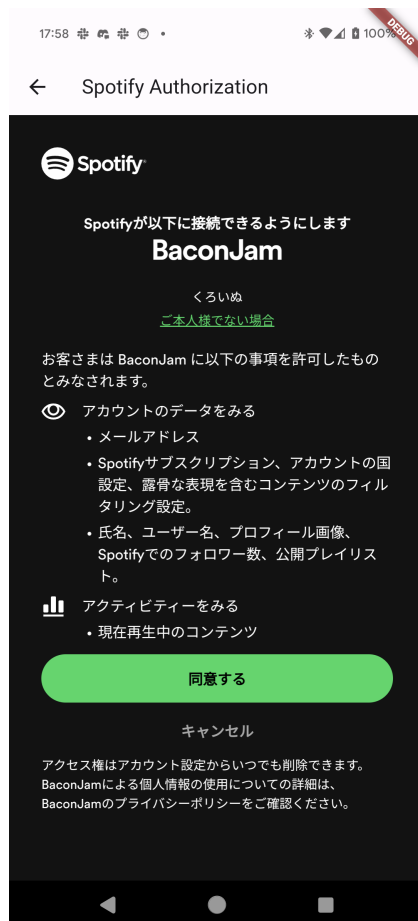 17:58
100%
DEBUG
Spotify Authorization
Spotify
Spotifyが以下に接続できるようにします
BaconJam
くろいぬ
ご本人様でない場合
お客さまは BaconJam に以下の事項を許可したもの
とみなされます。
アカウントのデータをみる
• メールアドレス
• Spotifyサブスクリプション、アカウントの国
設定、露骨な表現を含むコンテンツのフィル
タリング設定。
• 氏名、ユーザー名、プロフィール画像、
Spotifyでのフォロワー数、公開プレイリス
ト。
アクティビティーをみる
• 現在再生中のコンテンツ
同意する
キャンセル
アクセス権はアカウント設定からいつでも削除できます。
BaconJamによる個人情報の使用についての詳細は、
BaconJamのプライバシーポリシーをご確認ください。